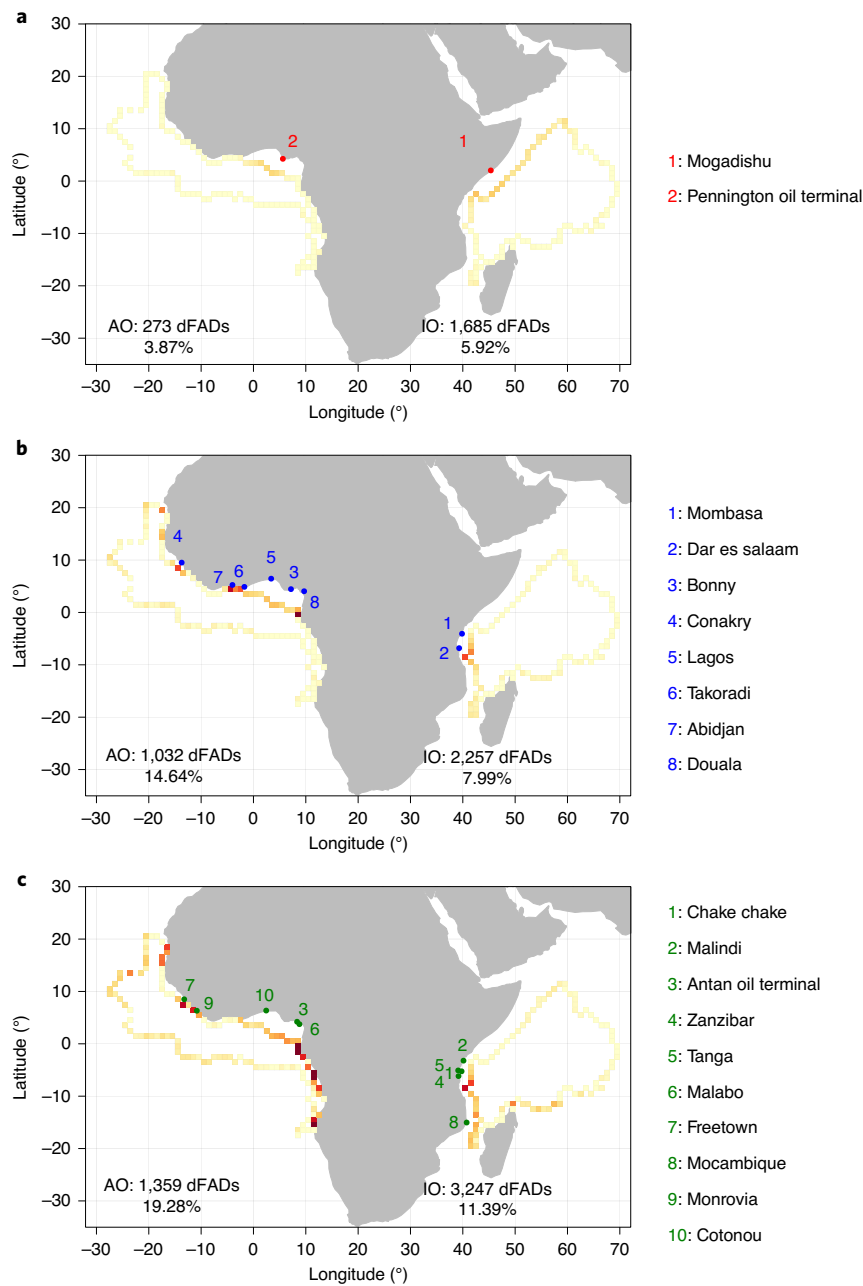 a
30
20
10
0
−10
−20
−30
Latitude (°)
2
1
AO: 273 dFADs
3.87%
IO: 1,685 dFADs
5.92%
−30 −20 −10 0 10 20 30 40 50 60 70
Longitude (°)
1: Mogadishu
2: Pennington oil terminal
b
30
20
10
0
−10
−20
−30
Latitude (°)
4
7 6 5 3
8
1
2
AO: 1,032 dFADs
14.64%
IO: 2,257 dFADs
7.99%
−30 −20 −10 0 10 20 30 40 50 60 70
Longitude (°)
1: Mombasa
2: Dar es salaam
3: Bonny
4: Conakry
5: Lagos
6: Takoradi
7: Abidjan
8: Douala
c
30
20
10
0
−10
−20
−30
Latitude (°)
7
9
10 3
6
2
5 1
4
8
AO: 1,359 dFADs
19.28%
IO: 3,247 dFADs
11.39%
−30 −20 −10 0 10 20 30 40 50 60 70
Longitude (°)
1: Chake chake
2: Malindi
3: Antan oil terminal
4: Zanzibar
5: Tanga
6: Malabo
7: Freetown
8: Mocambique
9: Monrovia
10: Cotonou